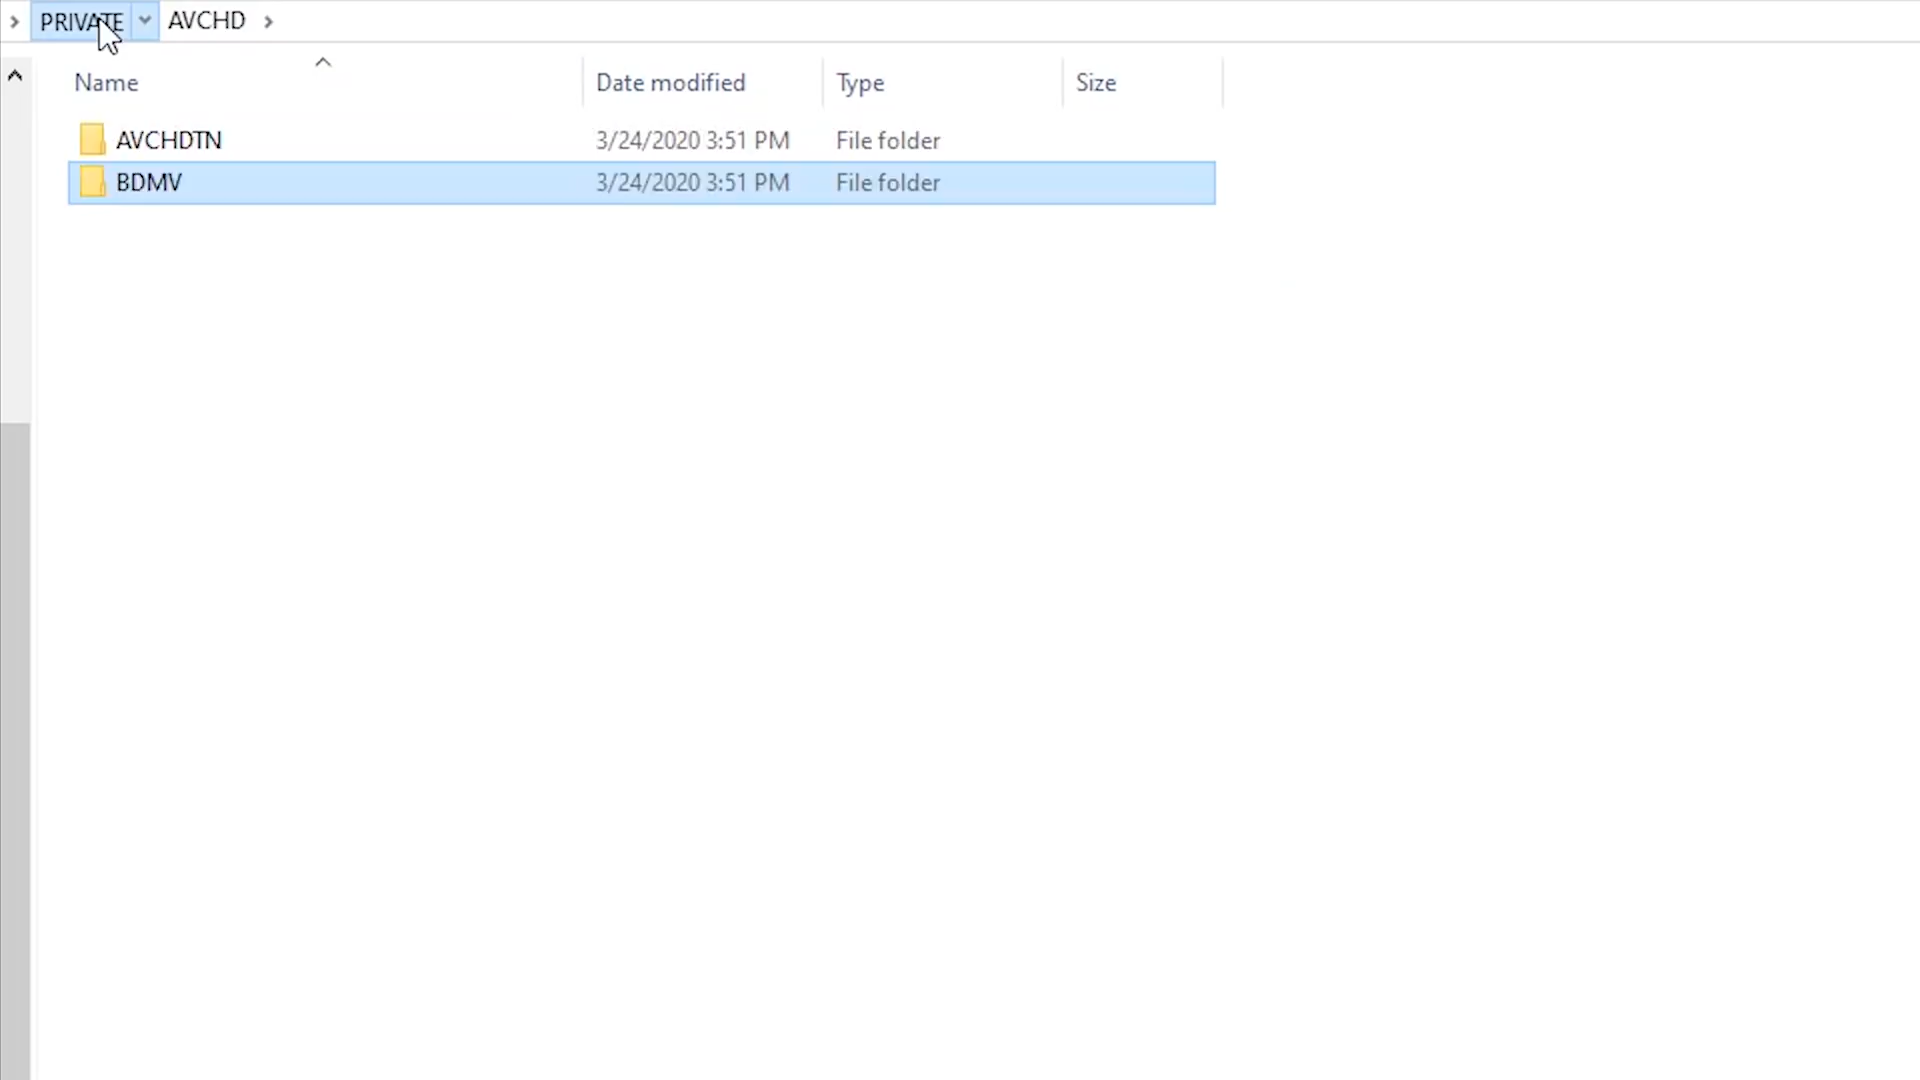 PRIVATE AVCHD
Name Date modified Type Size
AVCHDTN 3/24/2020 3:51 PM File folder
BDMV 3/24/2020 3:51 PM File folder